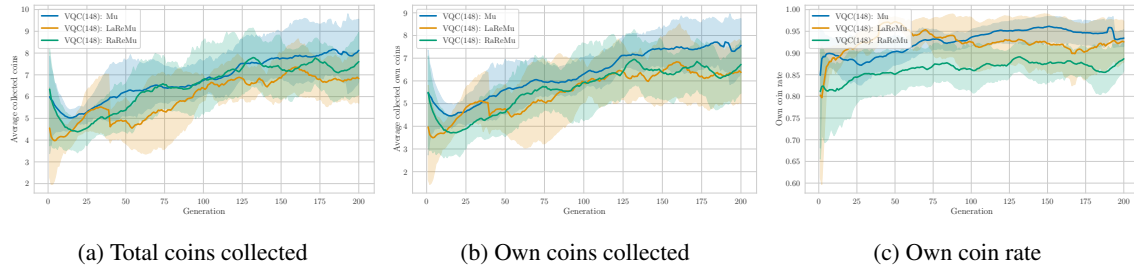 VQC(148): Mu
VQC(148): LaReMu
VQC(148): RaReMu
Average collected coins
10
9
8
7
6
5
4
3
2
0 25 50 75 100 125 150 175 200
Generation
(a) Total coins collected
VQC(148): Mu
VQC(148): LaReMu
VQC(148): RaReMu
Average collected own coins
9
8
7
6
5
4
3
2
0 25 50 75 100 125 150 175 200
Generation
(b) Own coins collected
VQC(148): Mu
VQC(148): LaReMu
VQC(148): RaReMu
Own coin rate
1.00
0.95
0.90
0.85
0.80
0.75
0.70
0.65
0.60
0 25 50 75 100 125 150 175 200
Generation
(c) Own coin rate